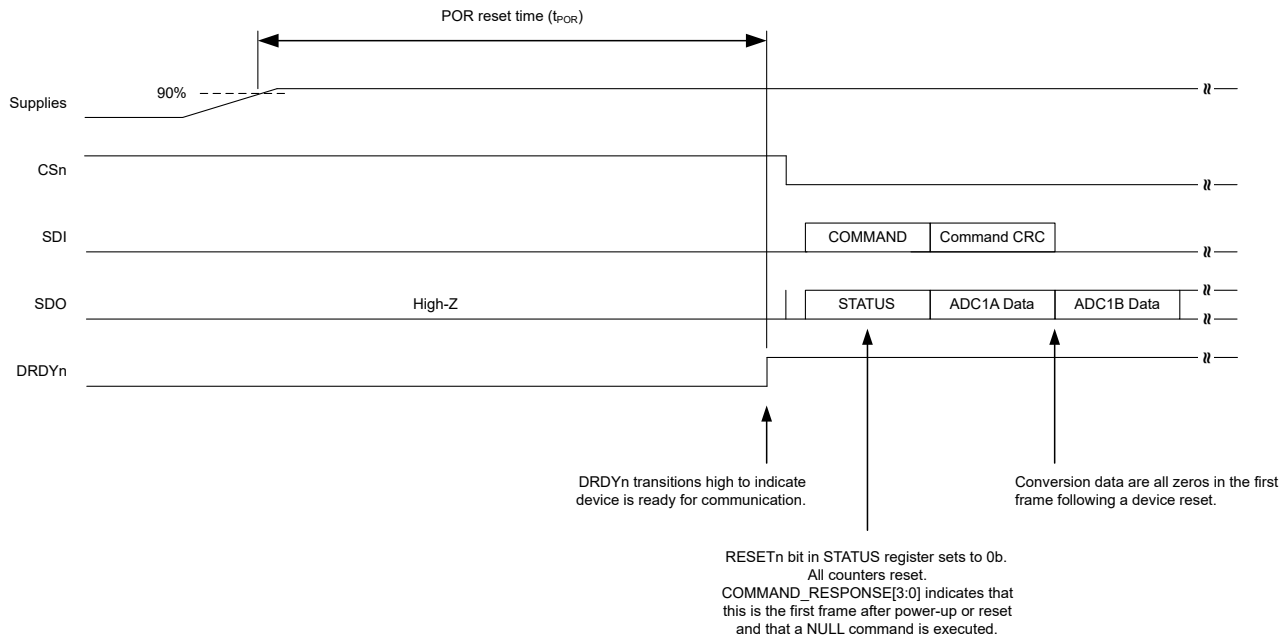 POR reset time (tPOR)
90%
Supplies
CSn
SDI
COMMAND
Command CRC
SDO
High-Z
STATUS
ADC1A Data
ADC1B Data
DRDYn
DRDYn transitions high to indicate
device is ready for communication.
Conversion data are all zeros in the first
frame following a device reset.
RESETn bit in STATUS register sets to 0b.
All counters reset.
COMMAND_RESPONSE[3:0] indicates that
this is the first frame after power-up or reset
and that a NULL command is executed.